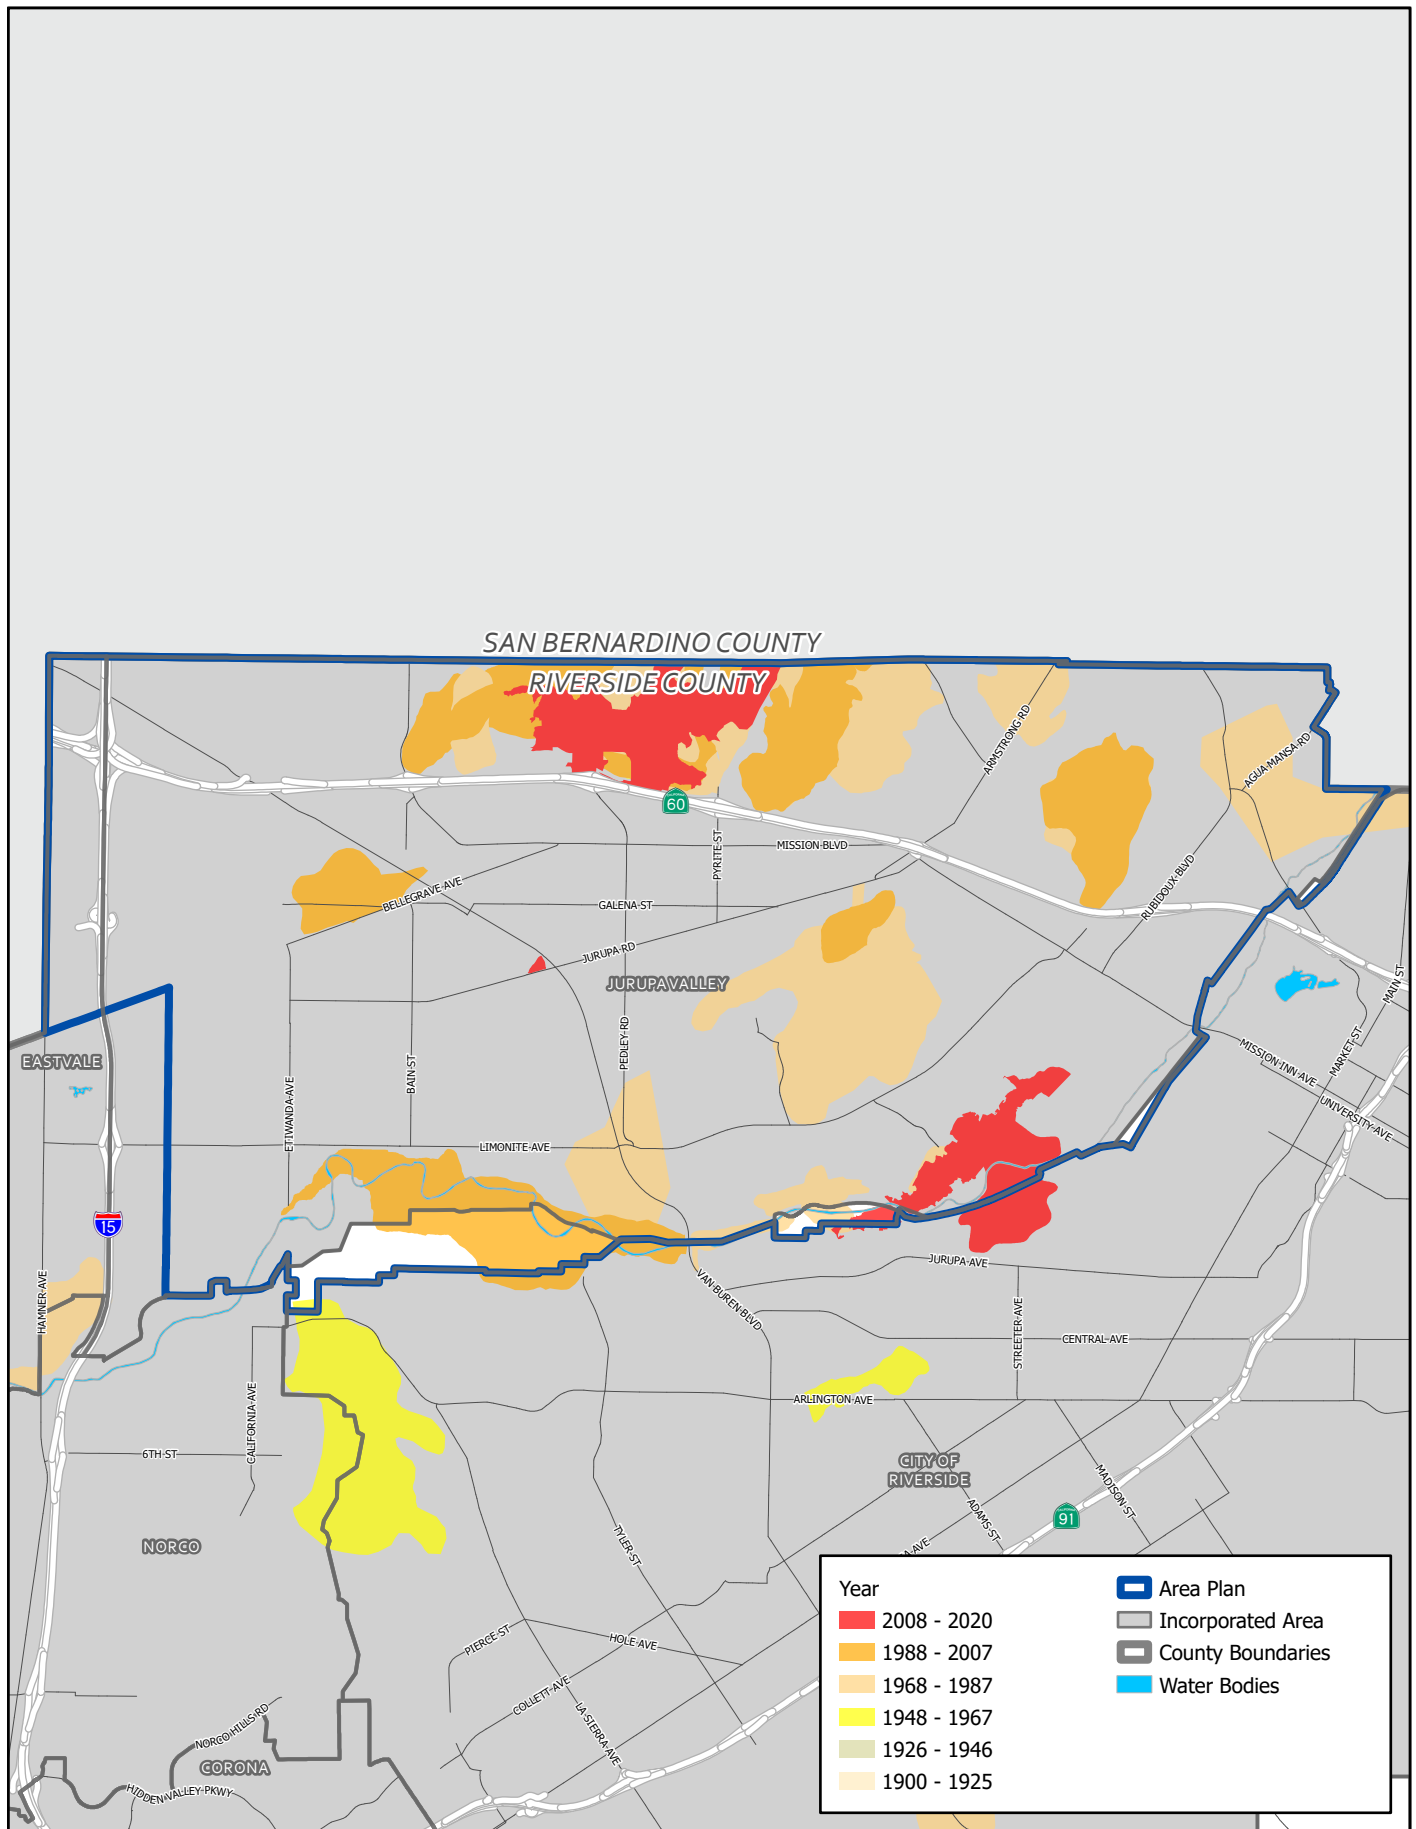 SAN BERNARDINO COUNTY
RIVERSIDE COUNTY
ARMSTRONG RD
AGUA MANSA RD
60
PYRITE ST
MISSION BLVD
RUBIDOUX BLVD
BELLEGRAVE AVE
GALENA ST
JURUPA RD
JURUPA VALLEY
MAIN ST
EASTVALE
ETIWANDA AVE
BAIN ST
PEDLEY RD
MARKET ST
MISSION INN AVE
UNIVERSITY AVE
LIMONITE AVE
15
HAMNER AVE
JURUPA AVE
VAN BUREN BLVD
STREETER AVE
CENTRAL AVE
CALIFORNIA AVE
ARLINGTON AVE
6TH ST
CITY OF
RIVERSIDE
ADAMS ST
MADISON ST
91
NORCO
TYLER ST
PIERCE ST
HOLE AVE
COLLETT AVE
LA SIERRA AVE
NORCO HILLS RD
CORONA
HIDDEN VALLEY PKWY
Year
2008 - 2020
1988 - 2007
1968 - 1987
1948 - 1967
1926 - 1946
1900 - 1925
Area Plan
Incorporated Area
County Boundaries
Water Bodies